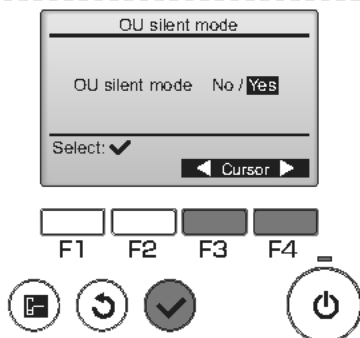 OU silent mode
OU silent mode No / Yes
Select:
Cursor
F1 F2 F3 F4